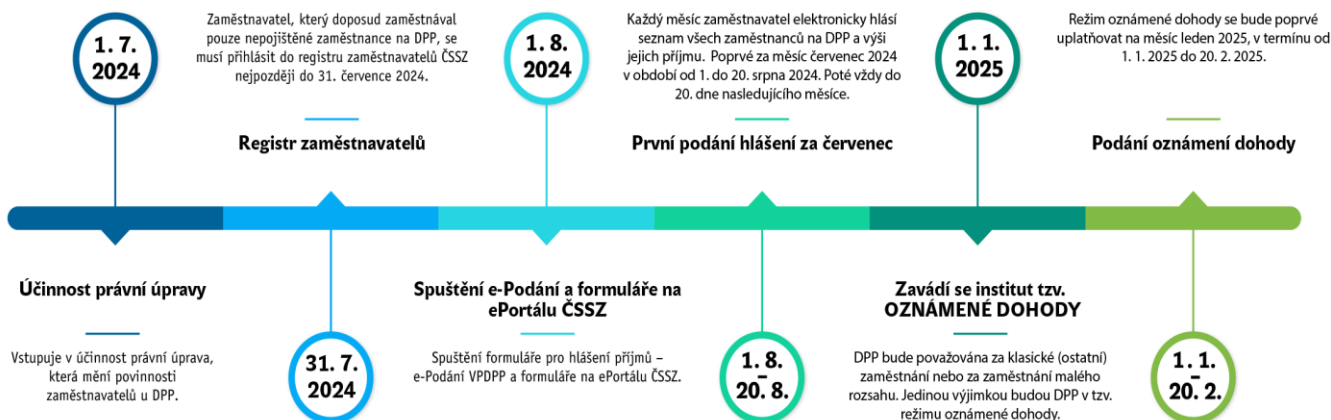 1. 7.
2024
Účinnost právní úpravy
Vstupuje v účinnost právní úprava,
která mění povinnosti
zaměstnavatelů u DPP.
Zaměstnavatel, který doposud zaměstnával
pouze nepojištěné zaměstnance na DPP, se
musí přihlásit do registru zaměstnavatelů ČSSZ
nejpozději do 31. července 2024.
Registr zaměstnavatelů
31. 7.
2024
1. 8.
2024
Spuštění e-Podání a formuláře na
ePortálu ČSSZ
Spuštění formuláře pro hlášení příjmů –
e-Podání VPDPP a formuláře na ePortálu ČSSZ.
Každý měsíc zaměstnavatel elektronicky hlásí
seznam všech zaměstnanců na DPP a výši
jejich příjmu. Poprvé za měsíc červenec 2024
v období od 1. do 20. srpna 2024. Poté vždy do
20. dne nasledujícího měsíce.
První podání hlášení za červenec
1. 8.
–
20. 8.
1. 1.
2025
Zavádí se institut tzv.
OZNÁMENÉ DOHODY
DPP bude považována za klasické (ostatní)
zaměstnání nebo za zaměstnání malého
rozsahu. Jedinou výjimkou budou DPP v tzv.
režimu oznámené dohody.
Režim oznámené dohody se bude poprvé
uplatňovat na měsíc leden 2025, v termínu od
1. 1. 2025 do 20. 2. 2025.
Podání oznámení dohody
1. 1.
–
20. 2.